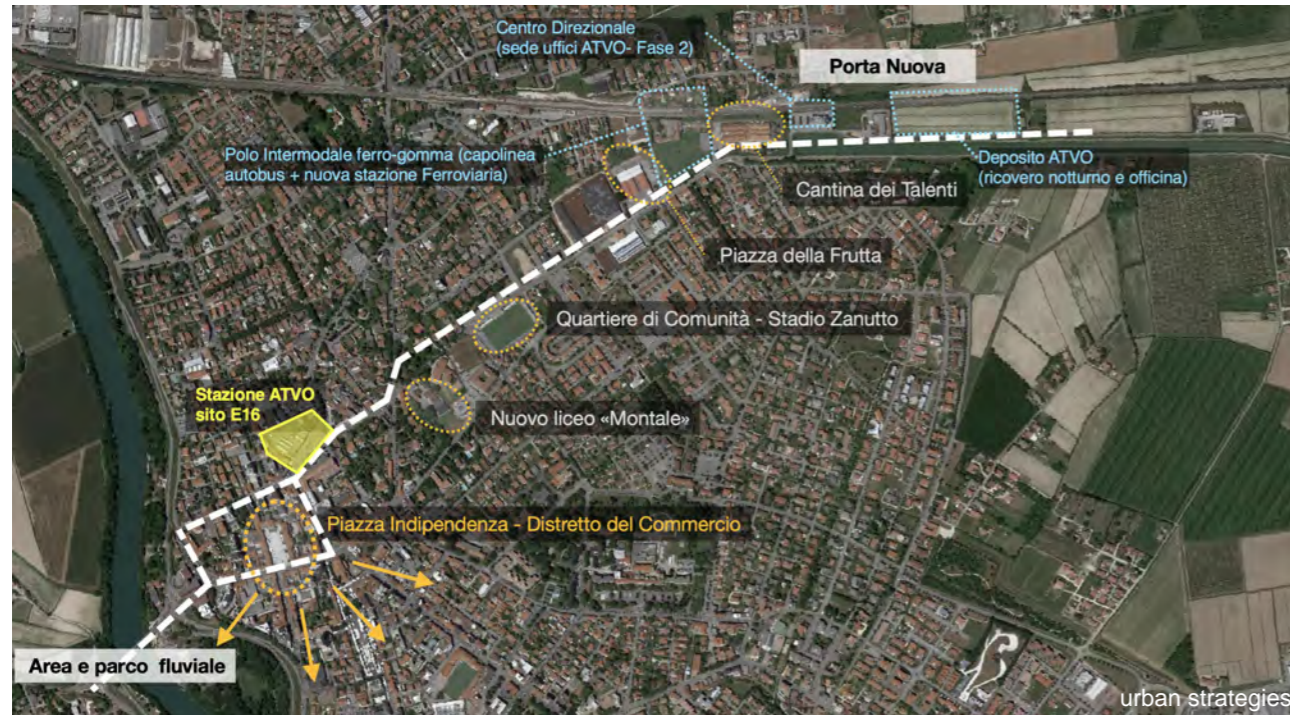 Centro Direzionale
(sede uffici ATVO- Fase 2)
Porta Nuova
Polo Intermodale ferro-gomma (capolinea
autobus + nuova stazione Ferroviaria)
Deposito ATVO
(ricovero notturno e officina)
Cantina dei Talenti
Piazza della Frutta
Quartiere di Comunità - Stadio Zanutto
Stazione ATVO
sito E16
Nuovo liceo «Montale»
Piazza Indipendenza - Distretto del Commercio
Area e parco fluviale
urban strategies